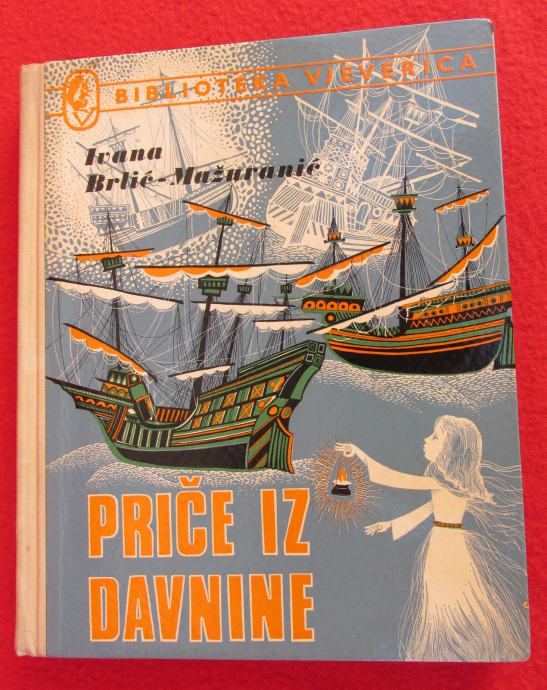 BIBLIOTEKA VJEVERICA
Ivana
Brlić-Mažuranić
PRIČE IZ
DAVNINE